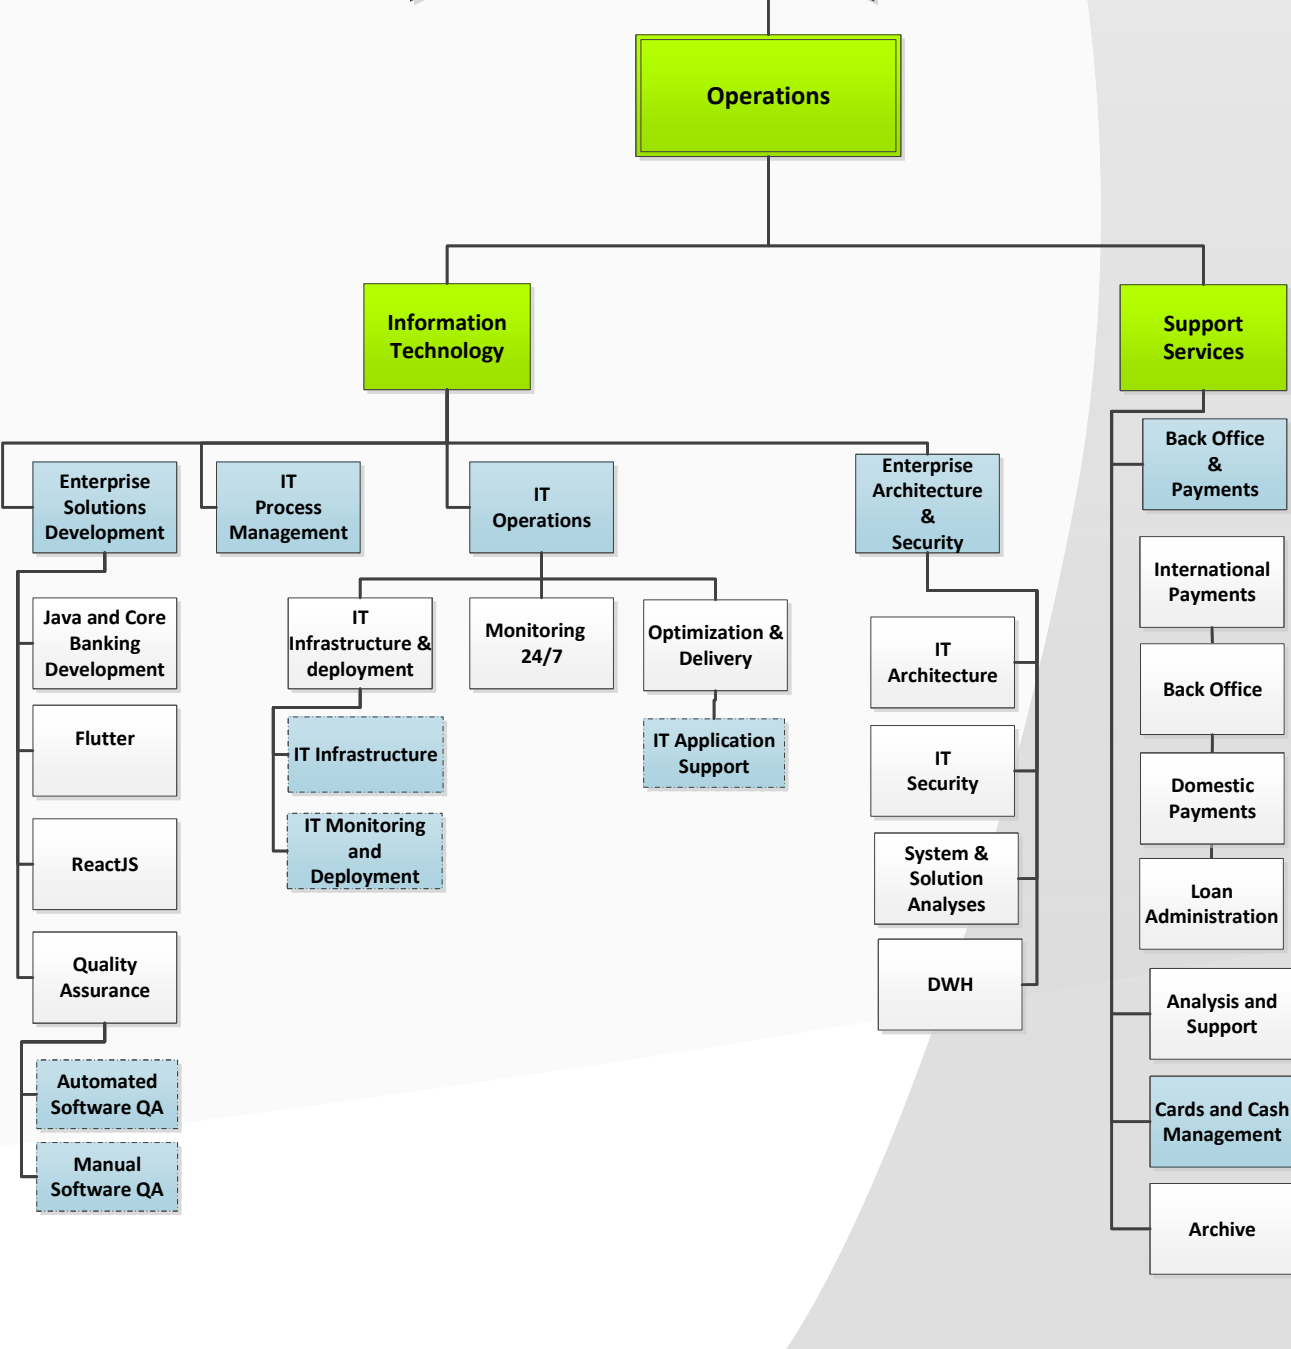 Operations
Information
Technology
Support
Services
Enterprise
Solutions
Development
IT
Process
Management
IT
Operations
Enterprise
Architecture
&
Security
Back Office
&
Payments
Java and Core
Banking
Development
Flutter
ReactJS
Quality
Assurance
Automated
Software QA
Manual
Software QA
IT
Infrastructure &
deployment
IT Infrastructure
IT Monitoring
and
Deployment
Monitoring
24/7
Optimization &
Delivery
IT Application
Support
IT
Architecture
IT
Security
System &
Solution
Analyses
DWH
International
Payments
Back Office
Domestic
Payments
Loan
Administration
Analysis and
Support
Cards and Cash
Management
Archive